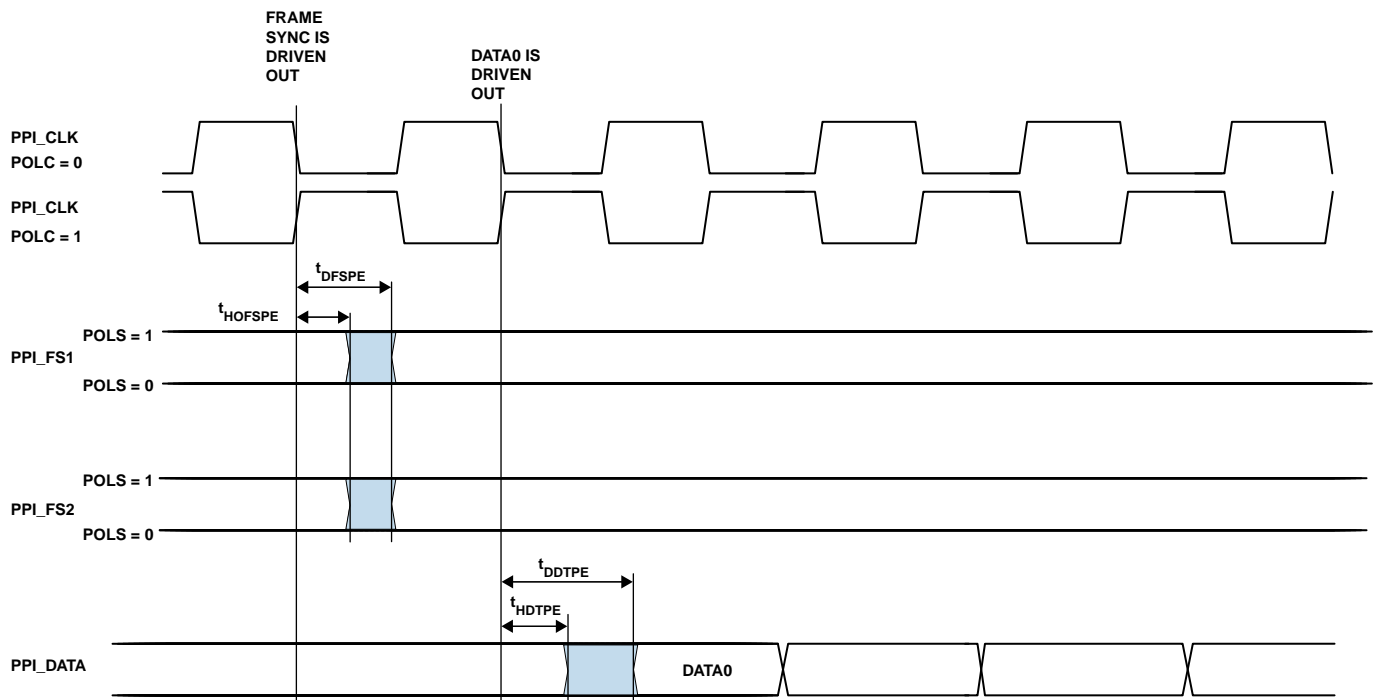 FRAME
SYNC IS
DRIVEN
OUT
DATA0 IS
DRIVEN
OUT
PPI_CLK
POLC = 0
PPI_CLK
POLC = 1
tDFSPE
tHOFSPE
POLS = 1
PPI_FS1
POLS = 0
POLS = 1
PPI_FS2
POLS = 0
tDDTPE
tHDTPE
PPI_DATA
DATA0